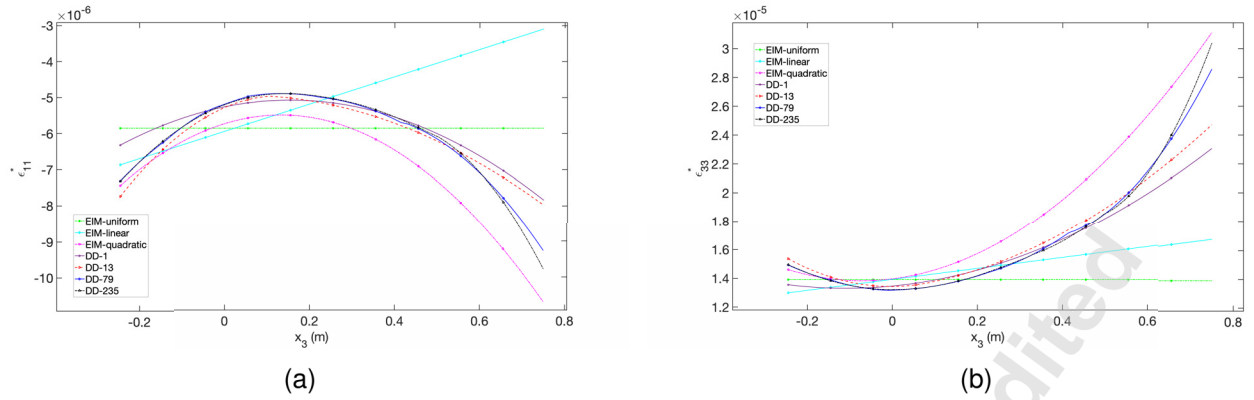 ×10⁻⁶
-3
-4
-5
-6
-7
-8
-9
-10
ε*₁₁
EIM-uniform
EIM-linear
EIM-quadratic
DD-1
DD-13
DD-79
DD-235
-0.2
0
0.2
0.4
0.6
0.8
x₃ (m)
(a)
×10⁻⁵
3
2.8
2.6
2.4
2.2
2
1.8
1.6
1.4
1.2
ε*₃₃
EIM-uniform
EIM-linear
EIM-quadratic
DD-1
DD-13
DD-79
DD-235
-0.2
0
0.2
0.4
0.6
0.8
x₃ (m)
(b)
dited